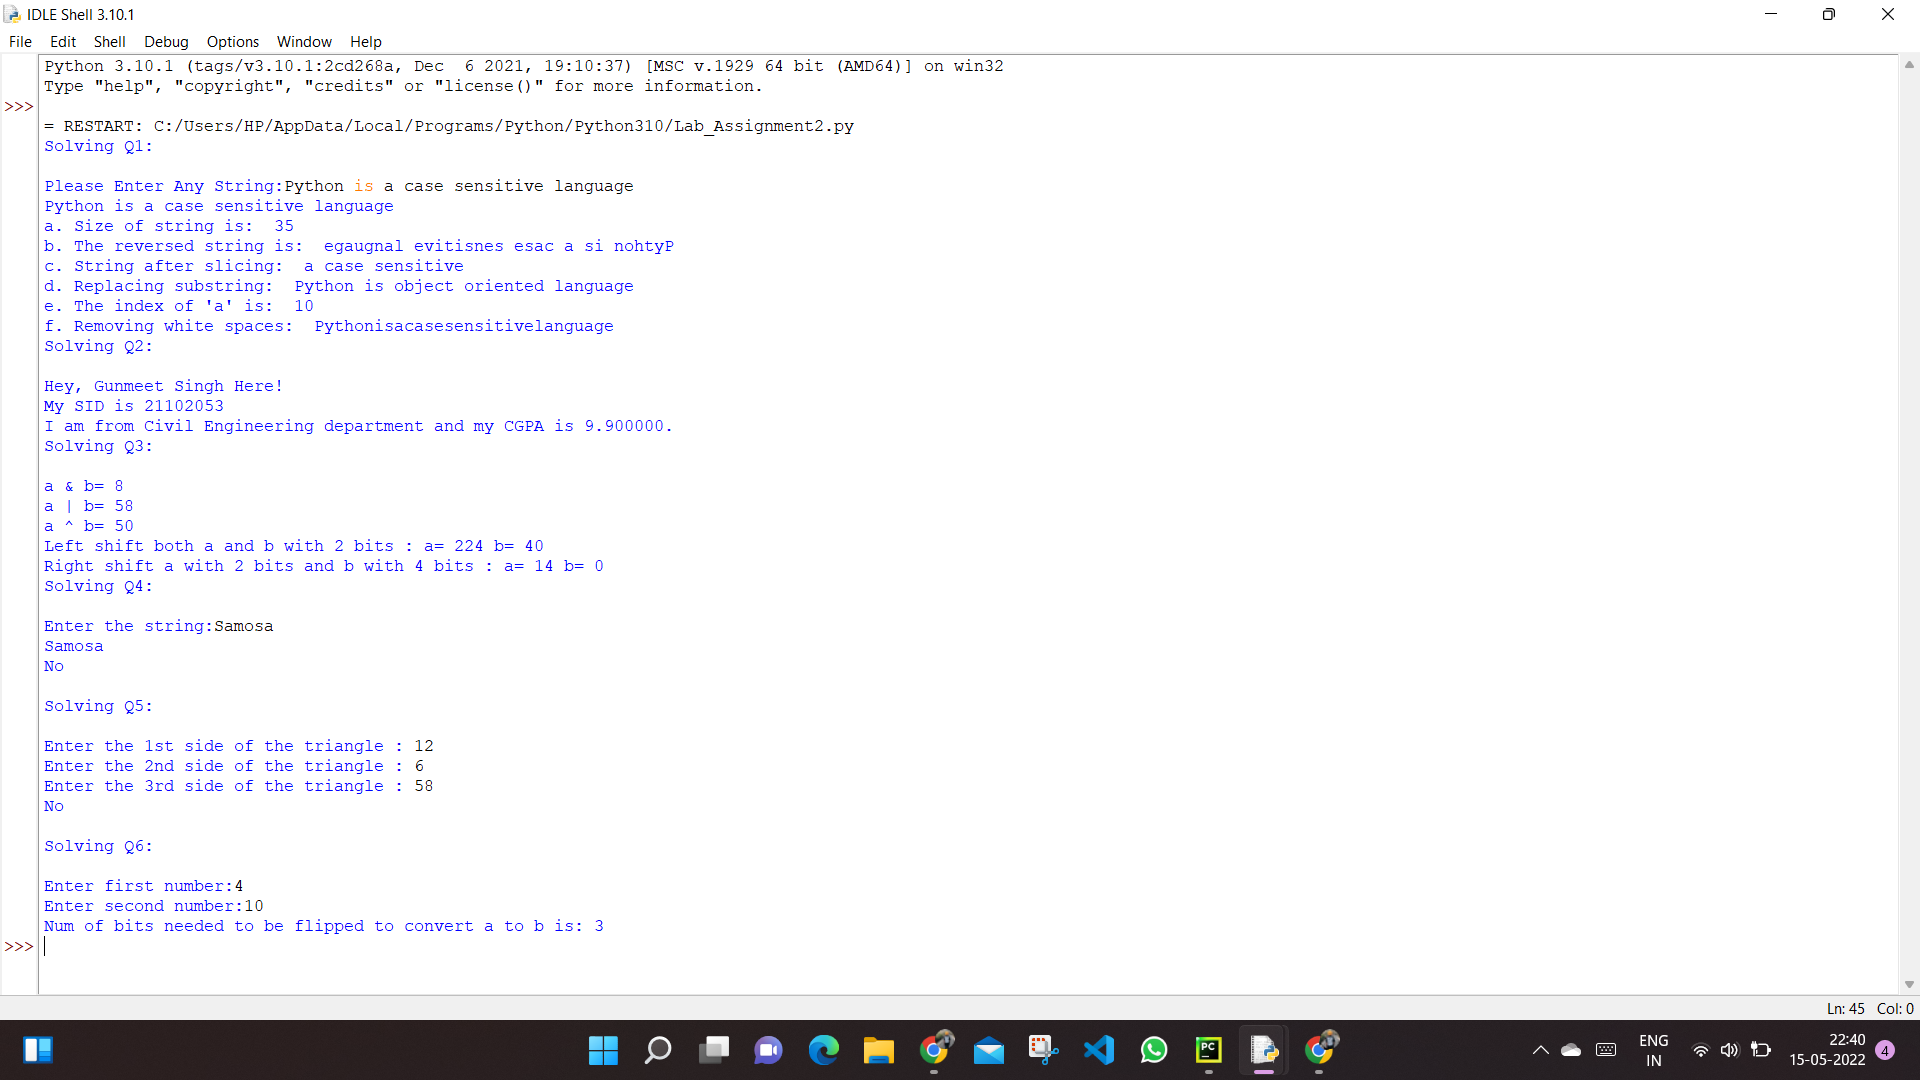 IDLE Shell 3.10.1
File Edit Shell Debug Options Window Help
Python 3.10.1 (tags/v3.10.1:2cd268a, Dec  6 2021, 19:10:37) [MSC v.1929 64 bit (AMD64)] on win32
Type "help", "copyright", "credits" or "license()" for more information.
>>>
= RESTART: C:/Users/HP/AppData/Local/Programs/Python/Python310/Lab_Assignment2.py
Solving Q1:
Please Enter Any String:Python is a case sensitive language
Python is a case sensitive language
a. Size of string is:  35
b. The reversed string is:  egaugnal evitisnes esac a si nohtyP
c. String after slicing:  a case sensitive
d. Replacing substring:  Python is object oriented language
e. The index of 'a' is:  10
f. Removing white spaces:  Pythonisacasesensitivelanguage
Solving Q2:
Hey, Gunmeet Singh Here!
My SID is 21102053
I am from Civil Engineering department and my CGPA is 9.900000.
Solving Q3:
a & b= 8
a | b= 58
a ^ b= 50
Left shift both a and b with 2 bits : a= 224 b= 40
Right shift a with 2 bits and b with 4 bits : a= 14 b= 0
Solving Q4:
Enter the string:Samosa
Samosa
No
Solving Q5:
Enter the 1st side of the triangle : 12
Enter the 2nd side of the triangle : 6
Enter the 3rd side of the triangle : 58
No
Solving Q6:
Enter first number:4
Enter second number:10
Num of bits needed to be flipped to convert a to b is: 3
>>>
Ln: 45 Col: 0
PC
ENG
IN
22:40
15-05-2022
4